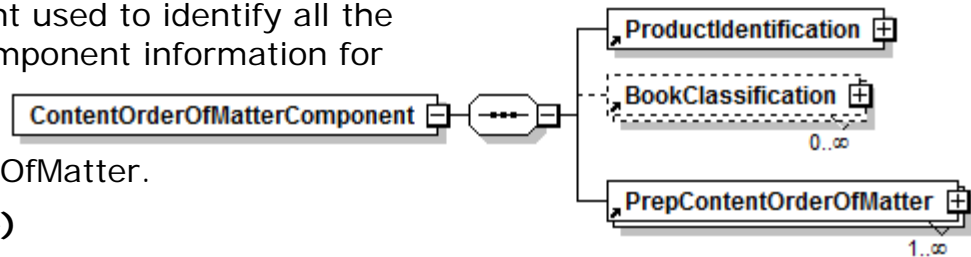 nt used to identify all the
mponent information for
OfMatter.
)
ContentOrderOfMatterComponent
ProductIdentification
BookClassification
0..∞
PrepContentOrderOfMatter
1..∞